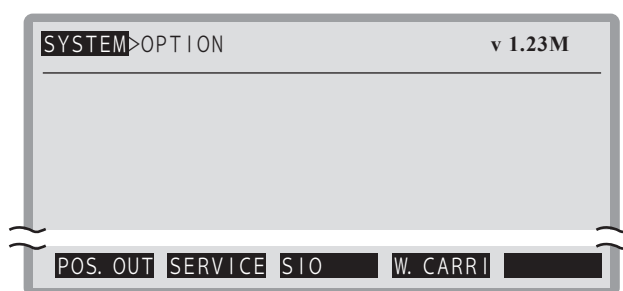 SYSTEM>OPTION v 1.23M
POS. OUT SERVICE SIO W. CARRI